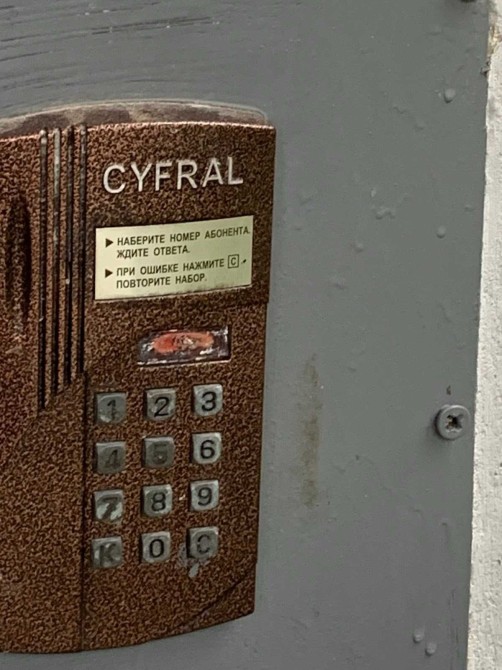 CYFRAL
▶ НАБЕРИТЕ НОМЕР АБОНЕНТА.
ЖДИТЕ ОТВЕТА.
▶ ПРИ ОШИБКЕ НАЖМИТЕ C,
ПОВТОРИТЕ НАБОР.
1 2 3
4 5 6
7 8 9
K 0 C